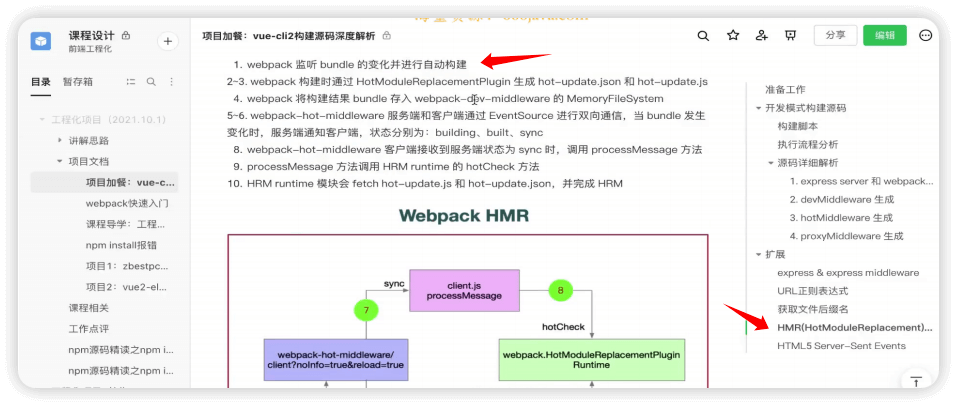 课程设计
前端工程化
目录
暂存箱
工程化项目（2021.10.1）
讲解思路
项目文档
项目加餐：vue-c...
webpack快速入门
课程导学：工程...
npm install报错
项目1：zbestpc...
项目2：vue2-el...
课程相关
工作点评
npm源码精读之npm i...
npm源码精读之npm i...
项目加餐：vue-cli2构建源码深度解析
分享
编辑
1. webpack 监听 bundle 的变化并进行自动构建
2~3. webpack 构建时通过 HotModuleReplacementPlugin 生成 hot-update.json 和 hot-update.js
4. webpack 将构建结果 bundle 存入 webpack-dev-middleware 的 MemoryFileSystem
5~6. webpack-hot-middleware 服务端和客户端通过 EventSource 进行双向通信，当 bundle 发生
变化时，服务端通知客户端，状态分别为：building、built、sync
8. webpack-hot-middleware 客户端接收到服务端状态为 sync 时，调用 processMessage 方法
9. processMessage 方法调用 HRM runtime 的 hotCheck 方法
10. HRM runtime 模块会 fetch hot-update.js 和 hot-update.json，并完成 HRM
Webpack HMR
sync
client.js
processMessage
7
8
hotCheck
webpack-hot-middleware/
client?noInfo=true&reload=true
webpack.HotModuleReplacementPlugin
Runtime
准备工作
开发模式构建源码
构建脚本
执行流程分析
源码详细解析
1. express server 和 webpack...
2. devMiddleware 生成
3. hotMiddleware 生成
4. proxyMiddleware 生成
扩展
express & express middleware
URL正则表达式
获取文件后缀名
HMR(HotModuleReplacement)...
HTML5 Server-Sent Events